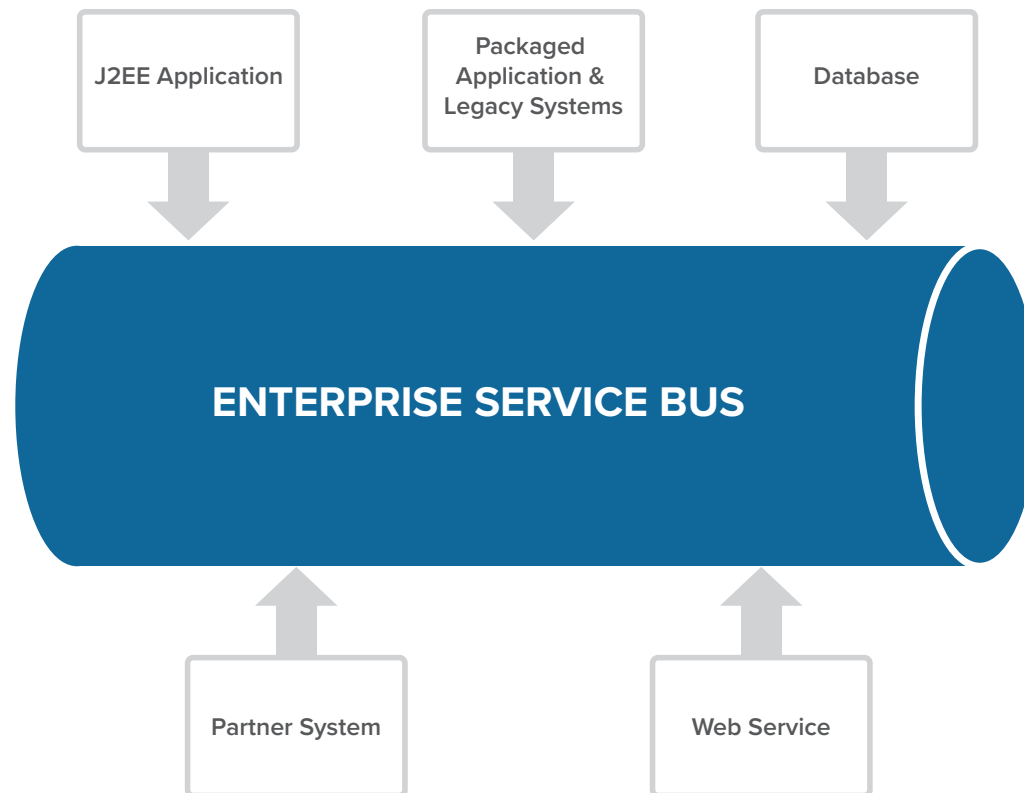 J2EE Application
Packaged
Application &
Legacy Systems
Database
ENTERPRISE SERVICE BUS
Partner System
Web Service